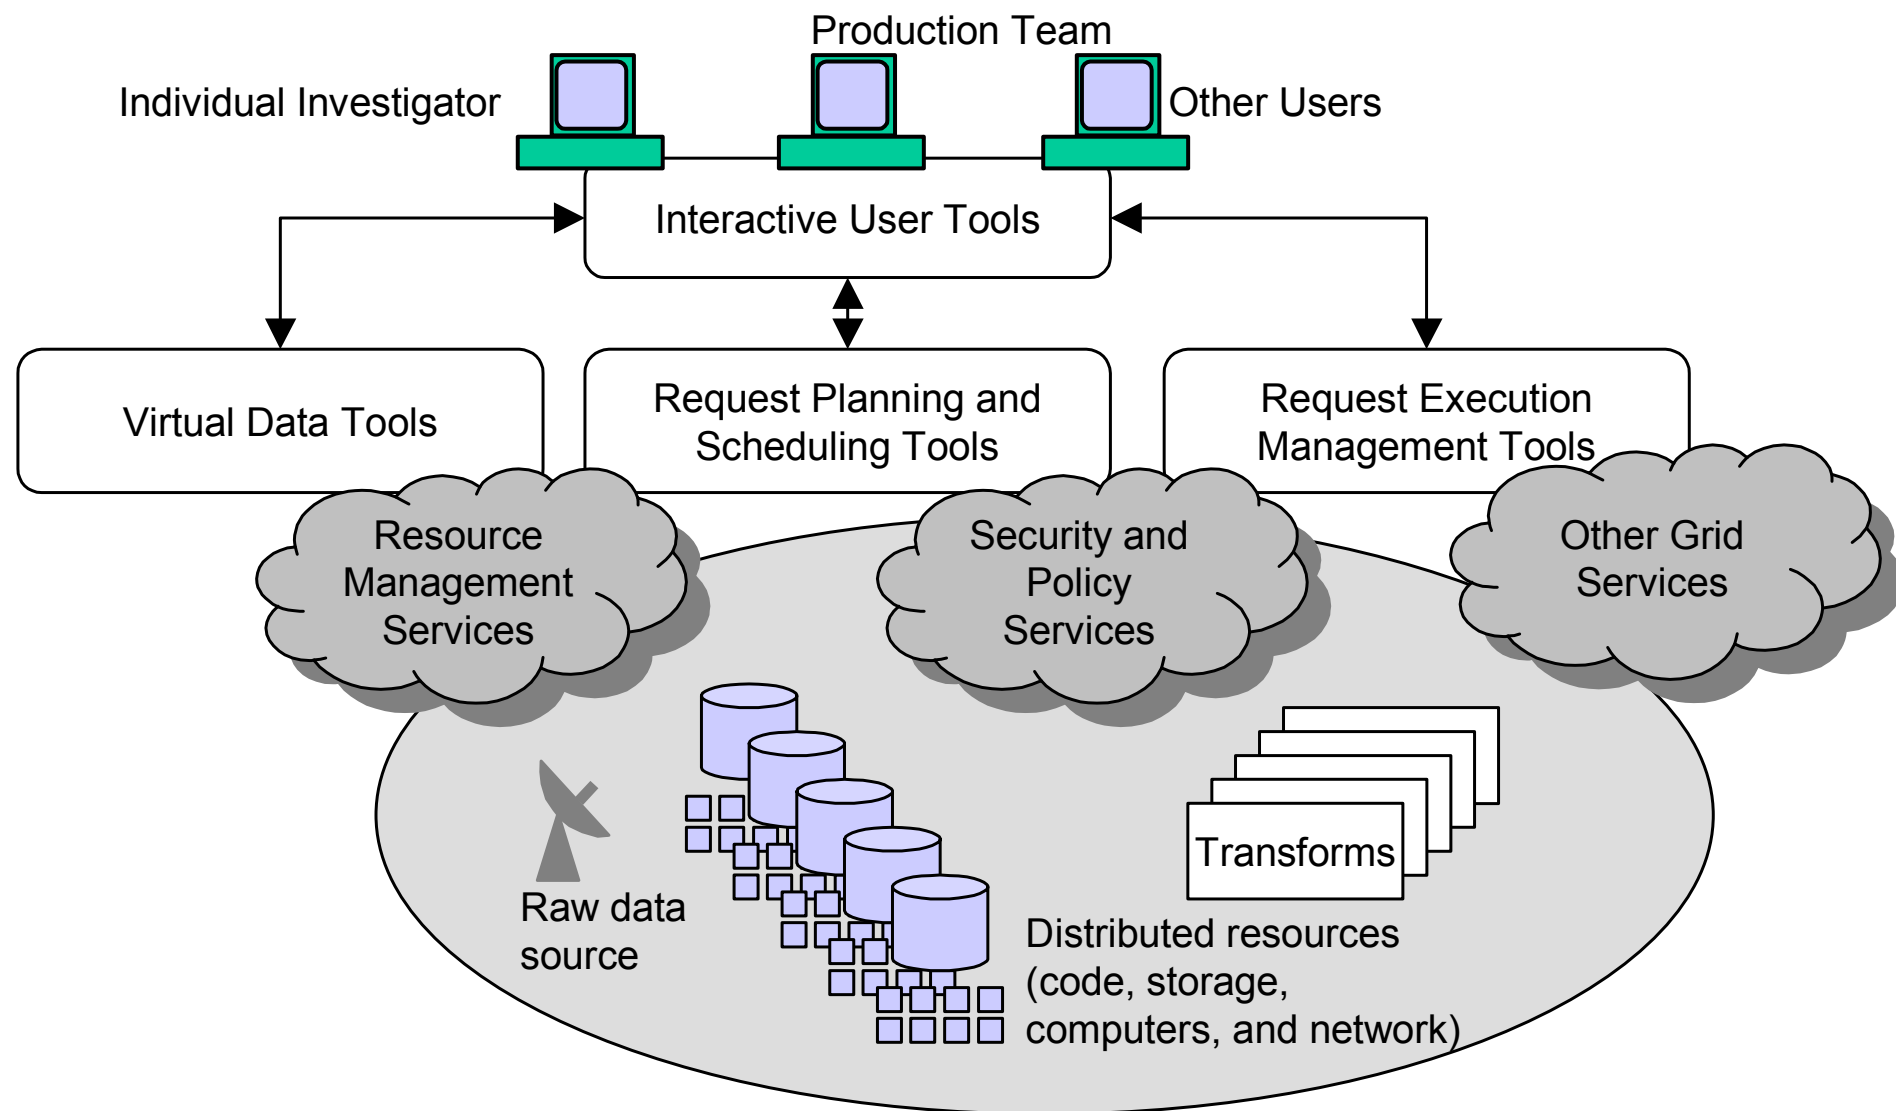 Production Team
Individual Investigator
Other Users
Interactive User Tools
Virtual Data Tools
Request Planning and
Scheduling Tools
Request Execution
Management Tools
Resource
Management
Services
Security and
Policy
Services
Other Grid
Services
Transforms
Raw data
source
Distributed resources
(code, storage,
computers, and network)